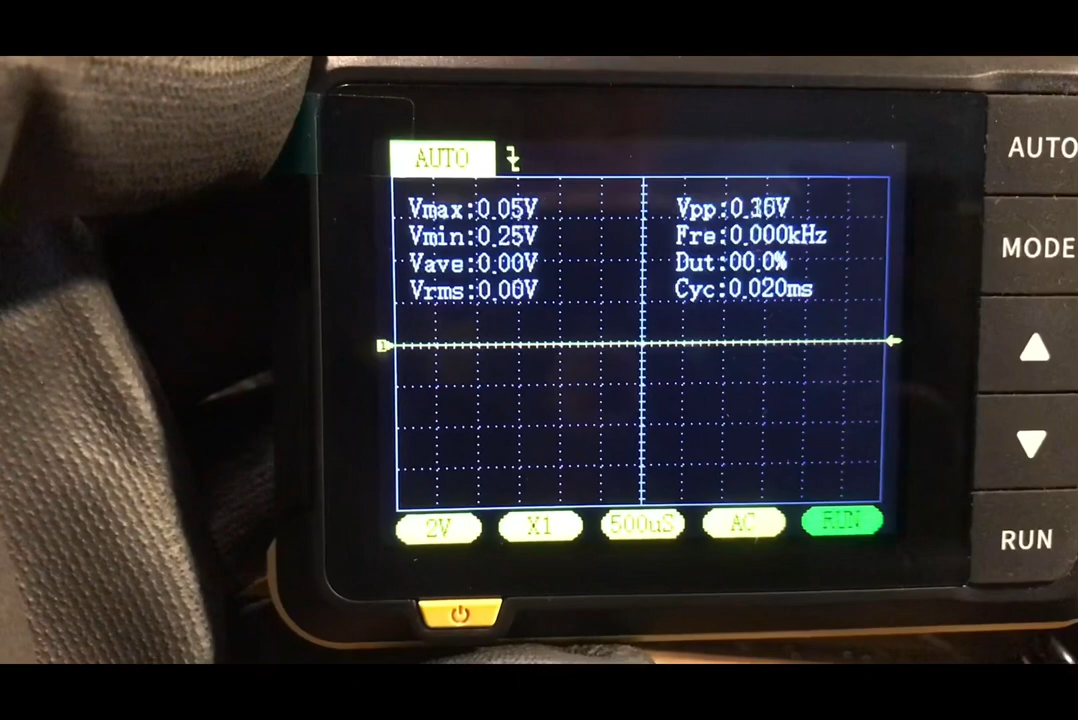 AUTO
Vmax:0.05V
Vpp:0.36V
Vmin:0.25V
Fre:0.000kHz
Vave:0.00V
Dut:00.0%
Vrms:0.00V
Cyc:0.020ms
1
2V
X1
500uS
AC
RUN
AUTO
MODE
RUN